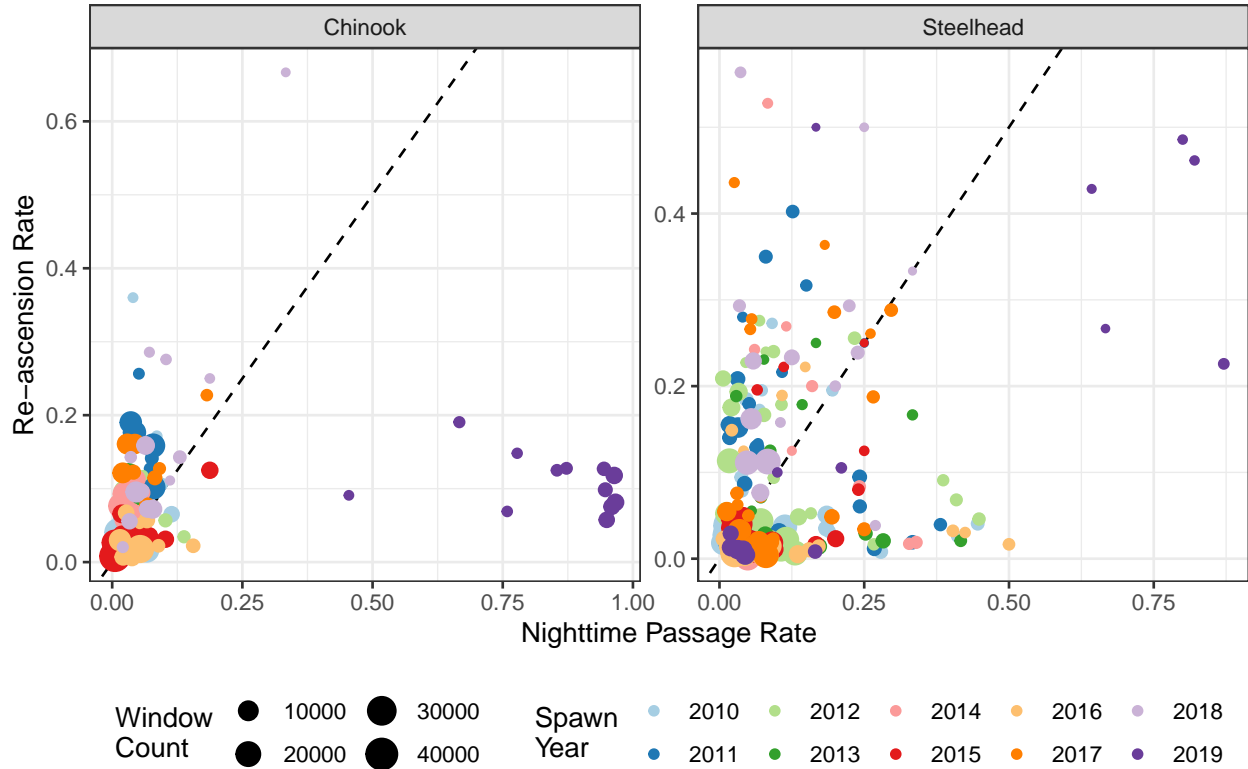 Chinook
Steelhead
Re−ascension Rate
0.6
0.4
0.2
0.0
0.4
0.2
0.0
0.00 0.25 0.50 0.75 1.00
0.00 0.25 0.50 0.75
Nighttime Passage Rate
Window
Count
10000 30000
20000 40000
Spawn
Year
2010 2012 2014 2016 2018
2011 2013 2015 2017 2019